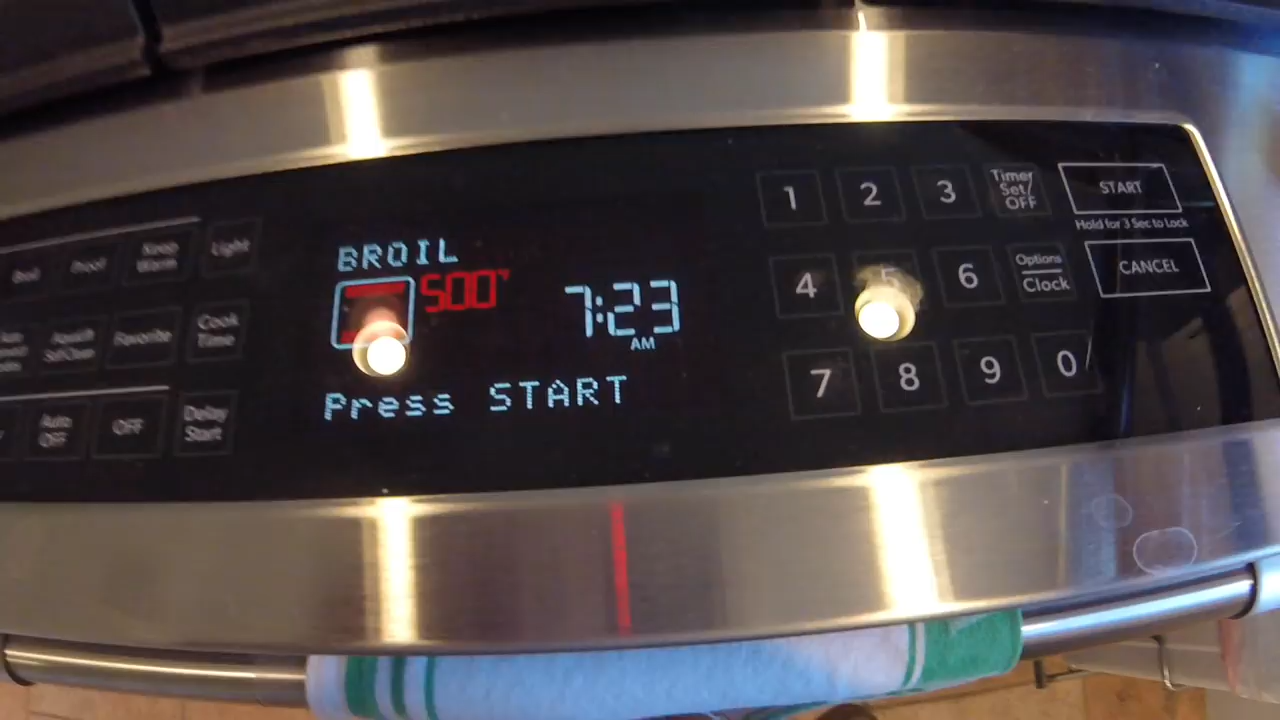 Broil Proof Keep Warm Light
Favorite Cook Time
Auto OFF OFF Delay Start
BROIL
500°
7:23
AM
Press START
1 2 3 Timer Set/ OFF START
Hold for 3 Sec to Lock
4 5 6 Options Clock CANCEL
7 8 9 0